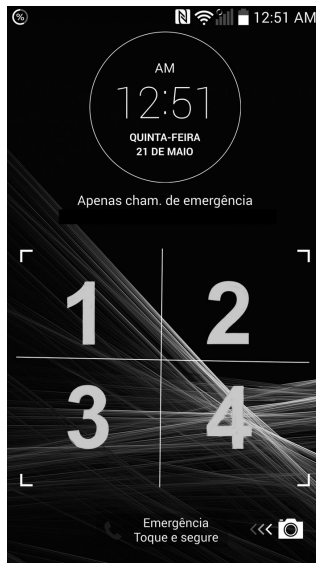 12:51 AM
AM
12:51
QUINTA-FEIRA
21 DE MAIO
Apenas cham. de emergência
1 2
3 4
Emergência
Toque e segure